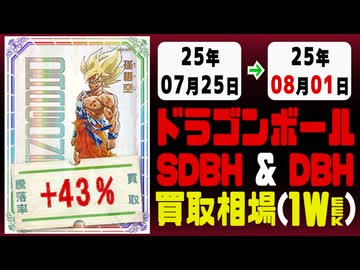 孫悟空
買取
騰落率
+43%
25年
07月25日
25年
08月01日
ドラゴンボール
SDBH & DBH
買取相場(1WEEK)